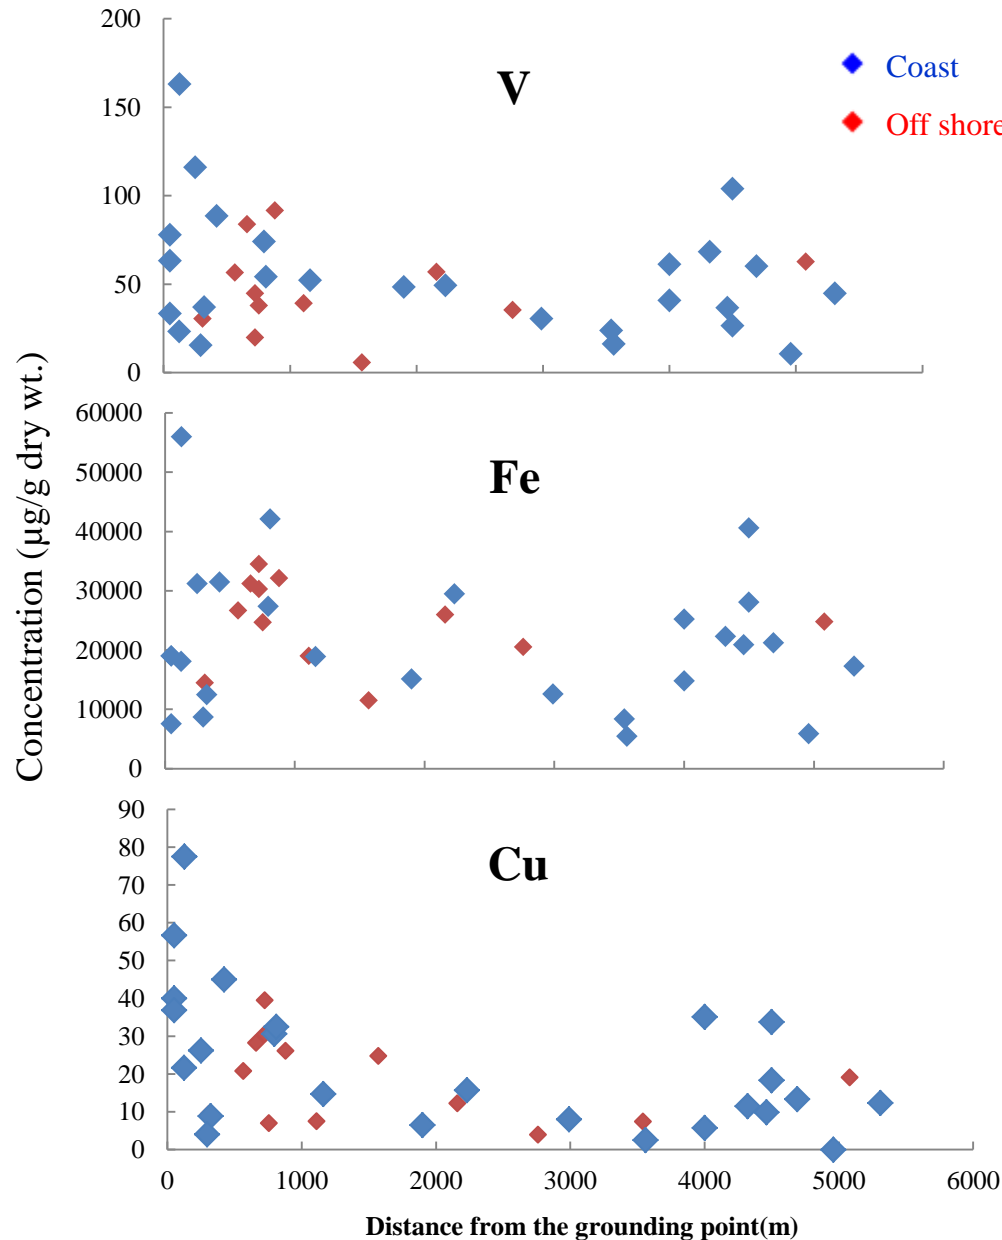 200
150
100
50
0
V
Coast
Off shore
Concentration (µg/g dry wt.)
60000
50000
40000
30000
20000
10000
0
Fe
90
80
70
60
50
40
30
20
10
0
Cu
0 1000 2000 3000 4000 5000 6000
Distance from the grounding point(m)